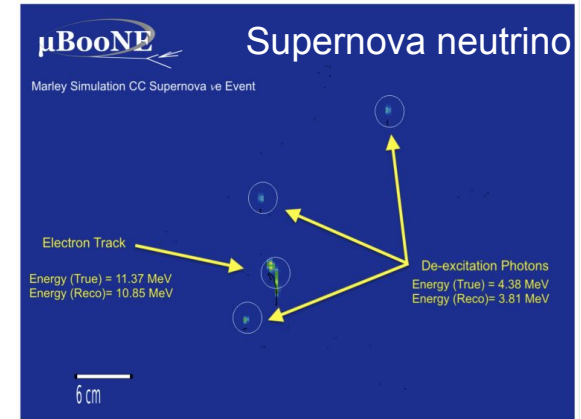 µBooNE
Supernova neutrino
Marley Simulation CC Supernova νe Event
Electron Track
Energy (True) = 11.37 MeV
Energy (Reco)= 10.85 MeV
De-excitation Photons
Energy (True) = 4.38 MeV
Energy (Reco)= 3.81 MeV
6 cm